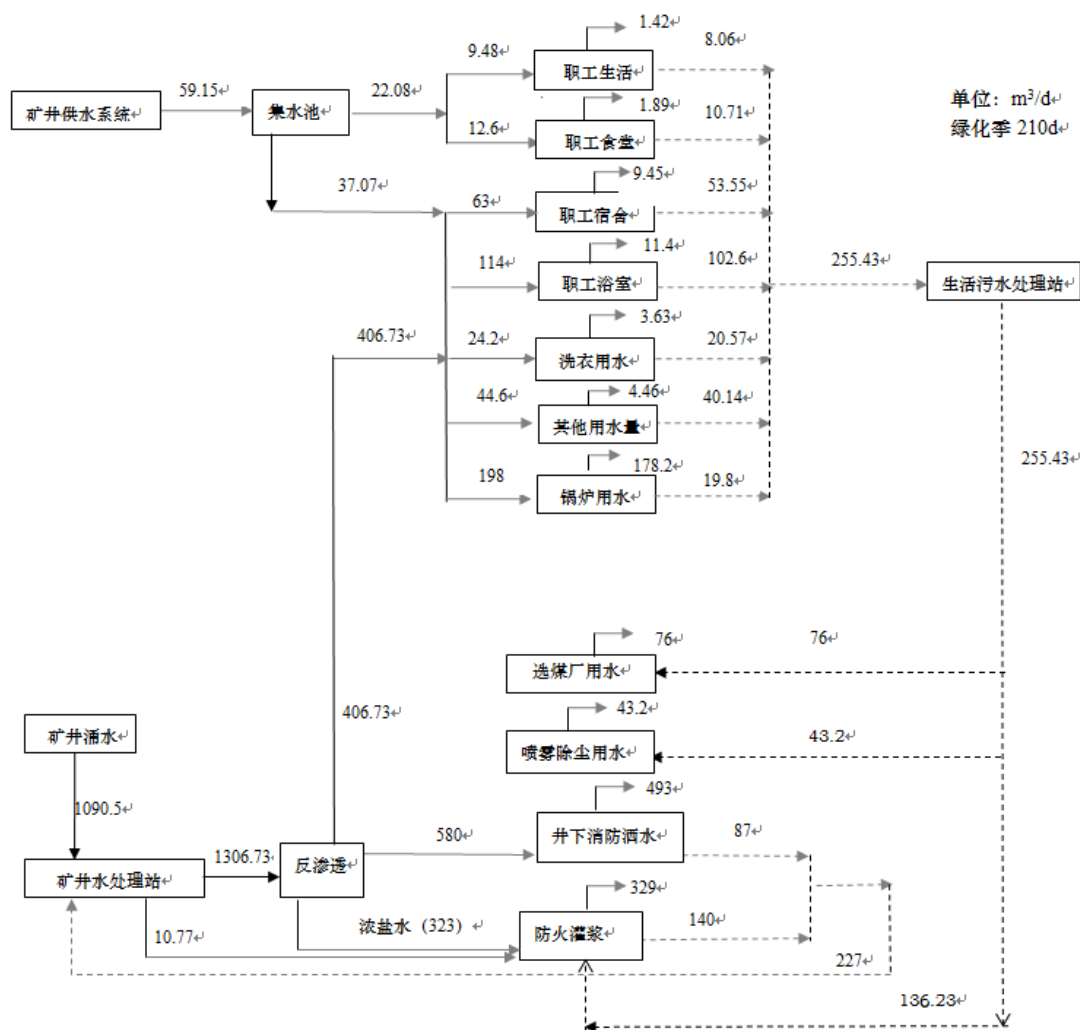 1.42↵
9.48↵
8.06↵
职工生活↵
59.15↵
22.08↵
矿井供水系统↵
集水池↵
1.89↵
10.71↵
12.6↵
职工食堂↵
单位：m³/d↵
绿化季 210d
37.07↵
9.45↵
53.55↵
63↵
职工宿舍↵
11.4↵
114↵
102.6↵
职工浴室↵
255.43↵
生活污水处理站↵
3.63↵
406.73↵
24.2↵
20.57↵
洗衣用水↵
4.46↵
44.6↵
40.14↵
其他用水量↵
255.43↵
178.2↵
198
19.8↵
锅炉用水↵
76↵
76↵
选煤厂用水↵
43.2↵
43.2↵
喷雾除尘用水↵
406.73↵
矿井涌水↵
493↵
1090.5↵
580↵
87↵
井下消防洒水↵
1306.73↵
反渗透↵
矿井水处理站↵
329↵
浓盐水（323）↵
140↵
防火灌浆↵
10.77↵
227↵
136.23↵